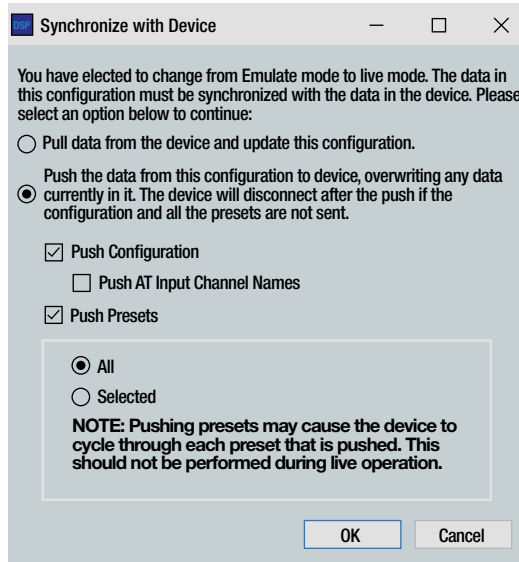 DSP Synchronize with Device
You have elected to change from Emulate mode to live mode. The data in
this configuration must be synchronized with the data in the device. Please
select an option below to continue:
Pull data from the device and update this configuration.
Push the data from this configuration to device, overwriting any data
currently in it. The device will disconnect after the push if the
configuration and all the presets are not sent.
Push Configuration
Push AT Input Channel Names
Push Presets
All
Selected
NOTE: Pushing presets may cause the device to
cycle through each preset that is pushed. This
should not be performed during live operation.
OK Cancel